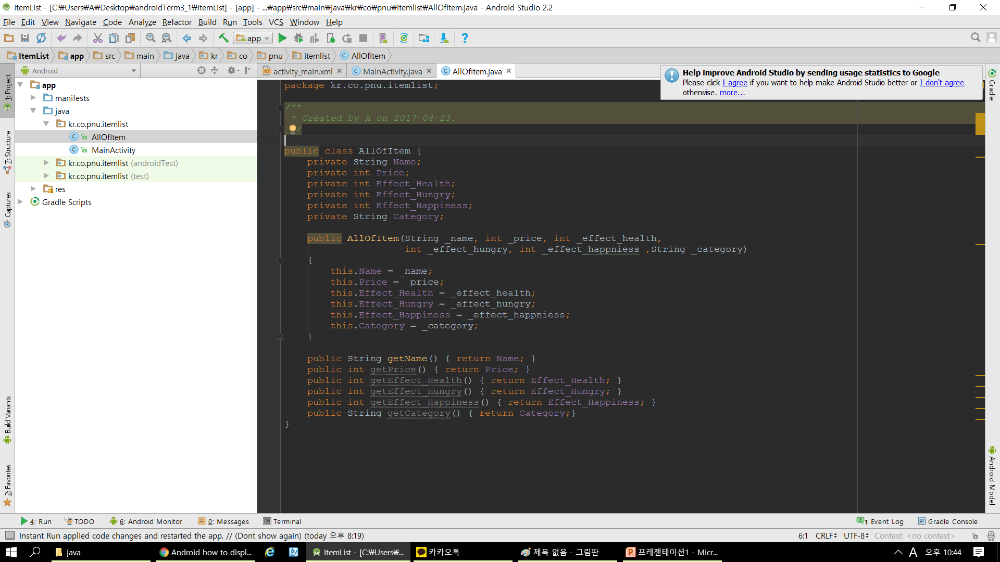 ItemList - [C:₩Users₩A₩Desktop₩androidTerm3_1₩ItemList] - [app] - ...₩app₩src₩main₩java₩kr₩co₩pnu₩itemlist₩AllOfItem.java - Android Studio 2.2
File Edit View Navigate Code Analyze Refactor Build Run Tools VCS Window Help
app
ItemList app src main java kr co pnu itemlist AllOfItem
Android
activity_main.xml MainActivity.java AllOfItem.java
1: Project
Z: Structure
Captures
Build Variants
2: Favorites
app
manifests
java
kr.co.pnu.itemlist
AllOfItem
MainActivity
kr.co.pnu.itemlist (androidTest)
kr.co.pnu.itemlist (test)
res
Gradle Scripts
package kr.co.pnu.itemlist;
/**
* Created by A on 2017-04-23.
/
public class AllOfItem {
private String Name;
private int Price;
private int Effect_Health;
private int Effect_Hungry;
private int Effect_Happiness;
private String Category;
public AllOfItem(String _name, int _price, int _effect_health,
int _effect_hungry, int _effect_happniess ,String _category)
{
this.Name = _name;
this.Price = _price;
this.Effect_Health = _effect_health;
this.Effect_Hungry = _effect_hungry;
this.Effect_Happiness = _effect_happniess;
this.Category = _category;
}
public String getName() { return Name; }
public int getPrice() { return Price; }
public int getEffect_Health() { return Effect_Health; }
public int getEffect_Hungry() { return Effect_Hungry; }
public int getEffect_Happiness() { return Effect_Happiness; }
public String getCategory() { return Category;}
}
Help improve Android Studio by sending usage statistics to Google
Please click I agree if you want to help make Android Studio better or I don't agree
otherwise. more...
Gradle
Android Model
4: Run TODO 6: Android Monitor 0: Messages Terminal 1 Event Log Gradle Console
Instant Run applied code changes and restarted the app. // (Dont show again) (today 오후 8:19) 6:1 CRLF UTF-8 Context: <no context>
java Android how to displ... ItemList - [C:₩Users₩... 카카오톡 제목 없음 - 그림판 프레젠테이션1 - Micr... A 오후 10:44